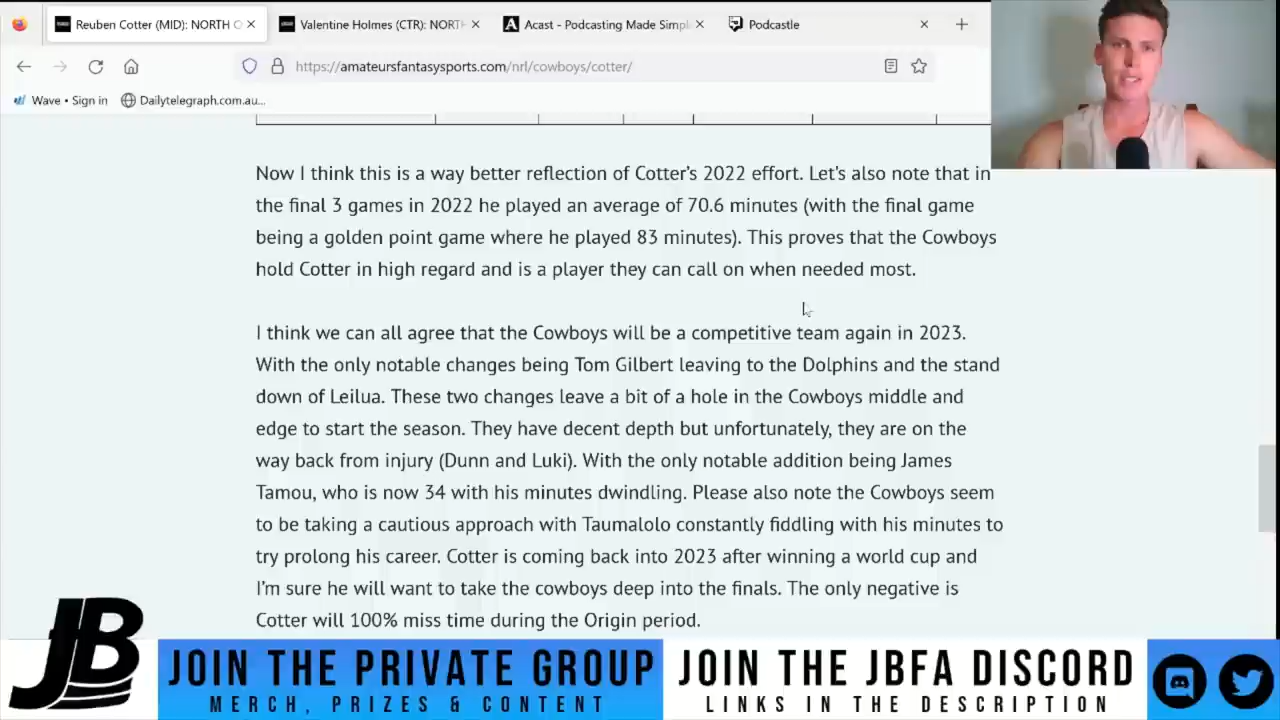 Reuben Cotter (MID): NORTH Q
Valentine Holmes (CTR): NORTH
Acast - Podcasting Made Simpl
Podcastle
https://amateursfantasysports.com/nrl/cowboys/cotter/
Wave • Sign in
Dailytelegraph.com.au...
Now I think this is a way better reflection of Cotter’s 2022 effort. Let’s also note that in
the final 3 games in 2022 he played an average of 70.6 minutes (with the final game
being a golden point game where he played 83 minutes). This proves that the Cowboys
hold Cotter in high regard and is a player they can call on when needed most.
I think we can all agree that the Cowboys will be a competitive team again in 2023.
With the only notable changes being Tom Gilbert leaving to the Dolphins and the stand
down of Leilua. These two changes leave a bit of a hole in the Cowboys middle and
edge to start the season. They have decent depth but unfortunately, they are on the
way back from injury (Dunn and Luki). With the only notable addition being James
Tamou, who is now 34 with his minutes dwindling. Please also note the Cowboys seem
to be taking a cautious approach with Taumalolo constantly fiddling with his minutes to
try prolong his career. Cotter is coming back into 2023 after winning a world cup and
I’m sure he will want to take the cowboys deep into the finals. The only negative is
Cotter will 100% miss time during the Origin period.
JB
JOIN THE PRIVATE GROUP
MERCH, PRIZES & CONTENT
JOIN THE JBFA DISCORD
LINKS IN THE DESCRIPTION